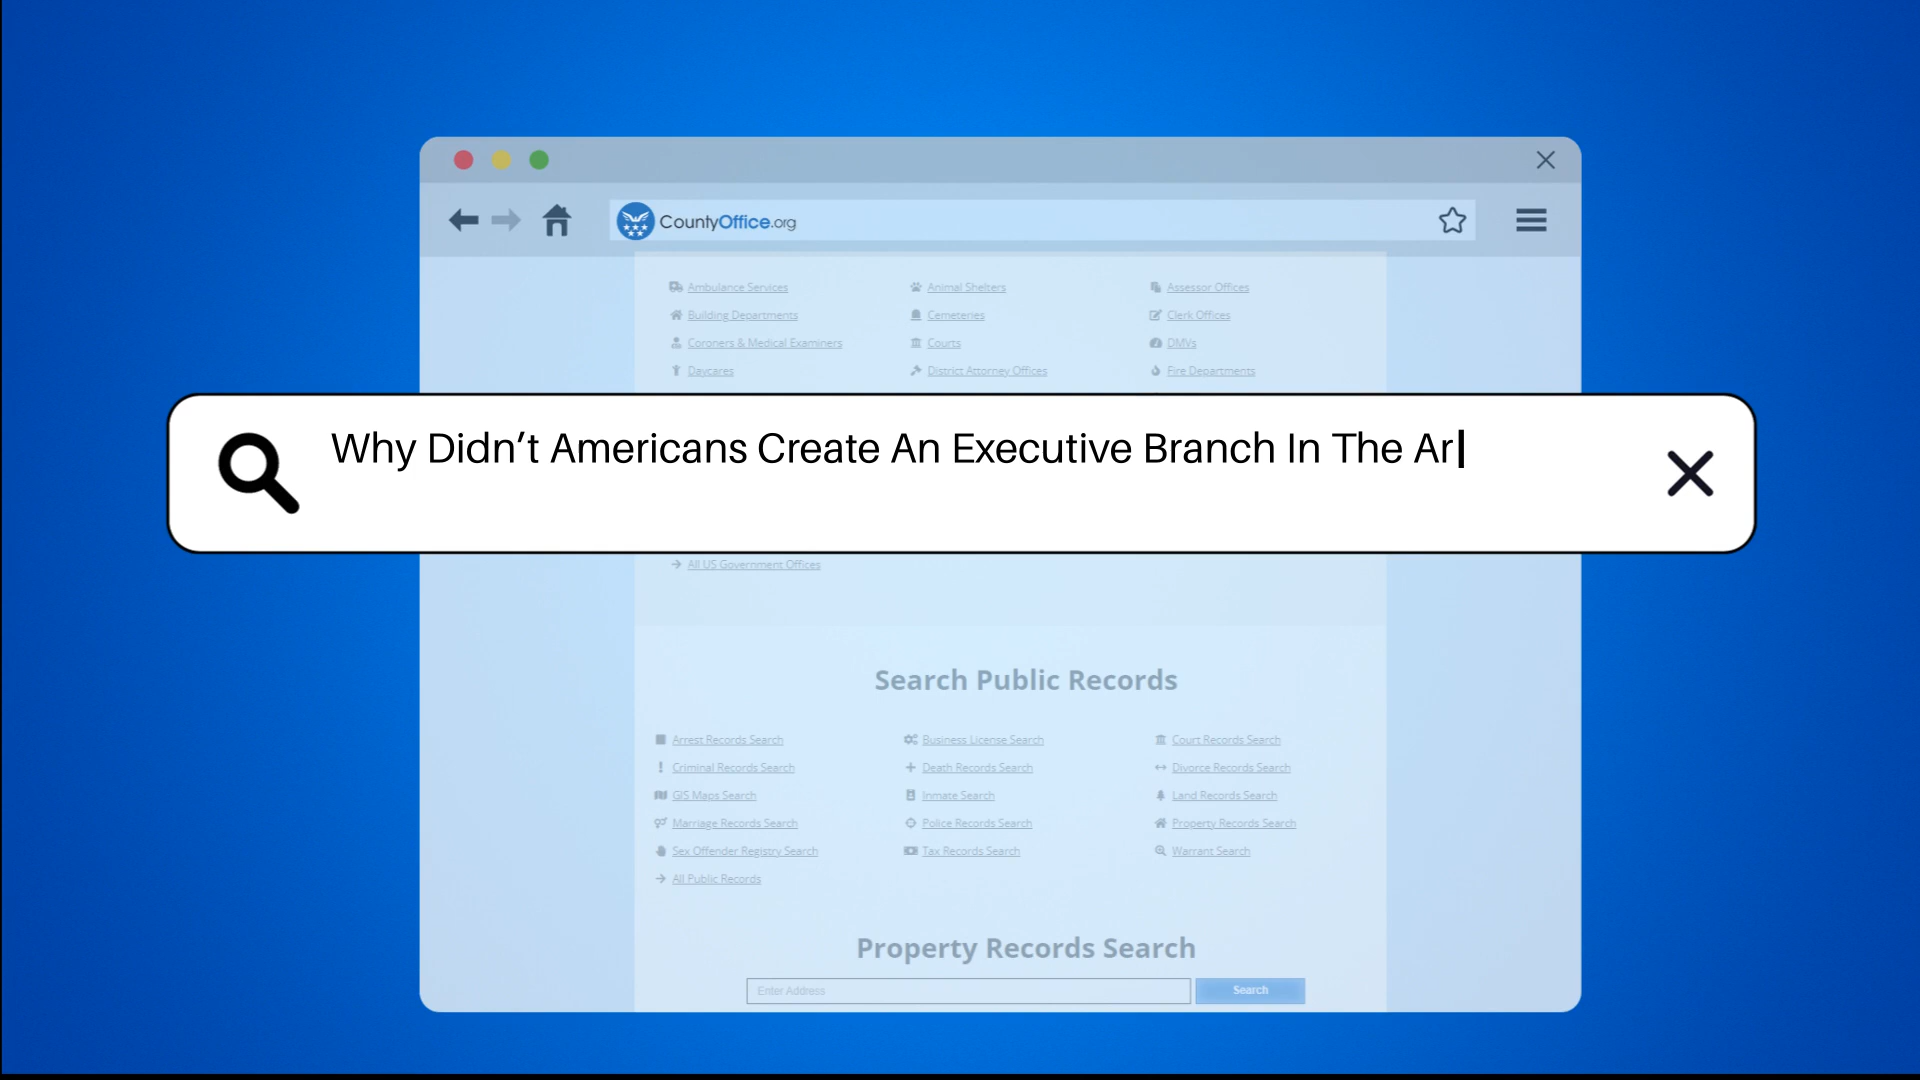 CountyOffice.org
Ambulance Services Animal Shelters Assessor Offices
Building Departments Cemeteries Clerk Offices
Coroners & Medical Examiners Courts DMVs
Daycares District Attorney Offices Fire Departments
Why Didn’t Americans Create An Executive Branch In The Ar
All US Government Offices
Search Public Records
Arrest Records Search Business License Search Court Records Search
Criminal Records Search Death Records Search Divorce Records Search
GIS Maps Search Inmate Search Land Records Search
Marriage Records Search Police Records Search Property Records Search
Sex Offender Registry Search Tax Records Search Warrant Search
All Public Records
Property Records Search
Enter Address Search